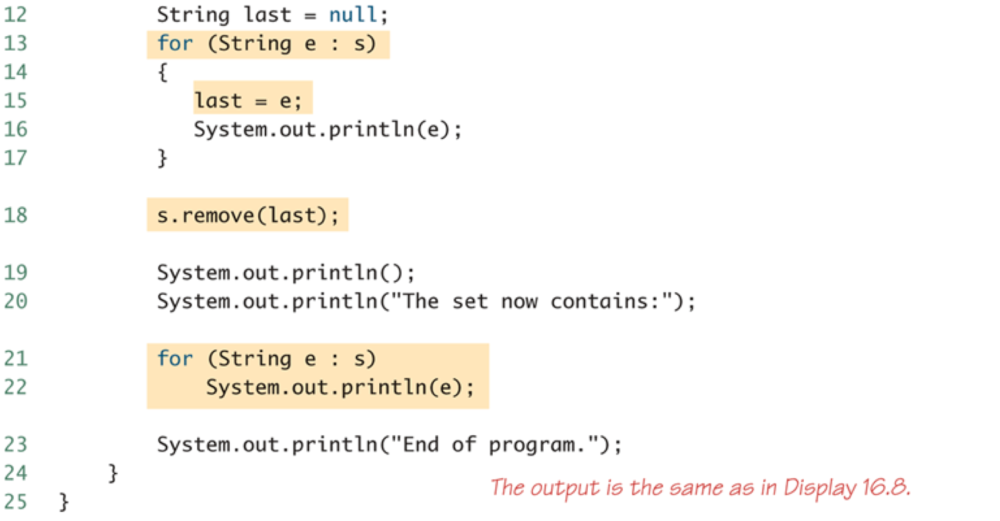 12 String last = null;
13 for (String e : s)
14 {
15 last = e;
16 System.out.println(e);
17 }
18 s.remove(last);
19 System.out.println();
20 System.out.println("The set now contains:");
21 for (String e : s)
22 System.out.println(e);
23 System.out.println("End of program.");
24 }
25 }
The output is the same as in Display 16.8.